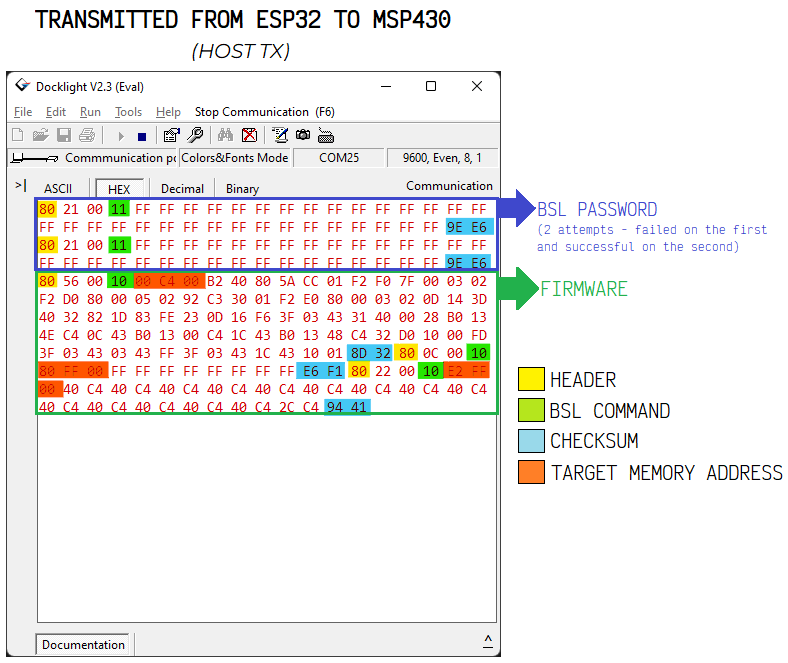 TRANSMITTED FROM ESP32 TO MSP430
(HOST TX)
Docklight V2.3 (Eval)
File Edit Run Tools Help Stop Communication (F6)
Commmunication po Colors&Fonts Mode COM25 9600, Even, 8, 1
ASCII HEX Decimal Binary Communication
80 21 00 11 FF FF FF FF FF FF FF FF FF FF FF FF FF FF FF
FF FF FF FF FF FF FF FF FF FF FF FF FF FF FF FF FF 9E E6
80 21 00 11 FF FF FF FF FF FF FF FF FF FF FF FF FF FF FF
FF FF FF FF FF FF FF FF FF FF FF FF FF FF FF FF FF 9E E6
80 56 00 10 00 C4 00 B2 40 80 5A CC 01 F2 F0 7F 00 03 02
F2 D0 80 00 05 02 92 C3 30 01 F2 E0 80 00 03 02 0D 14 3D
40 32 82 1D 83 FE 23 0D 16 F6 3F 03 43 31 40 00 28 B0 13
4E C4 0C 43 B0 13 00 C4 1C 43 B0 13 48 C4 32 D0 10 00 FD
3F 03 43 03 43 FF 3F 03 43 1C 43 10 01 8D 32 80 0C 00 10
80 FF 00 FF FF FF FF FF FF FF FF E6 F1 80 22 00 10 E2 FF
00 40 C4 40 C4 40 C4 40 C4 40 C4 40 C4 40 C4 40 C4 40 C4
40 C4 40 C4 40 C4 40 C4 40 C4 2C C4 94 41
BSL PASSWORD
(2 attempts - failed on the first
and successful on the second)
FIRMWARE
HEADER
BSL COMMAND
CHECKSUM
TARGET MEMORY ADDRESS
Documentation